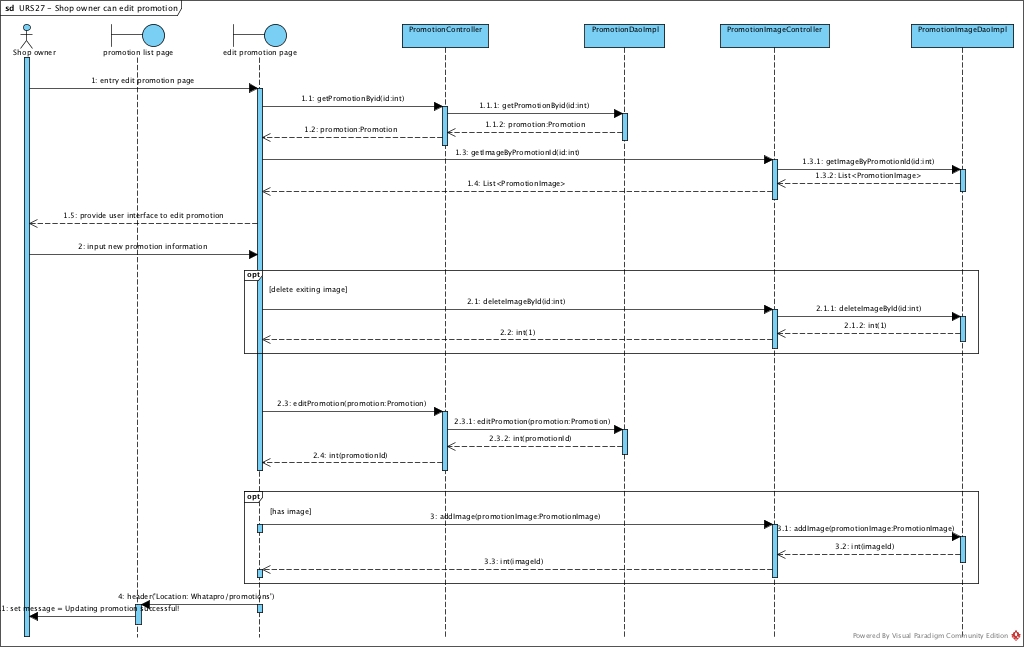 sd URS27 - Shop owner can edit promotion
PromotionController
PromotionDaoImpl
PromotionImageController
PromotionImageDaoImpl
Shop owner
promotion list page
edit promotion page
1: entry edit promotion page
1.1: getPromotionByid(id:int)
1.1.1: getPromotionByid(id:int)
1.1.2: promotion:Promotion
1.2: promotion:Promotion
1.3: getImageByPromotionId(id:int)
1.3.1: getImageByPromotionId(id:int)
1.3.2: List<PromotionImage>
1.4: List<PromotionImage>
1.5: provide user interface to edit promotion
2: input new promotion information
opt
[delete exiting image]
2.1: deleteImageById(id:int)
2.1.1: deleteImageById(id:int)
2.1.2: int(1)
2.2: int(1)
2.3: editPromotion(promotion:Promotion)
2.3.1: editPromotion(promotion:Promotion)
2.3.2: int(promotionId)
2.4: int(promotionId)
opt
[has image]
3: addImage(promotionImage:PromotionImage)
3.1: addImage(promotionImage:PromotionImage)
3.2: int(imageId)
3.3: int(imageId)
4: header('Location: Whatapro/promotions')
1: set message = Updating promotion successful!
Powered By Visual Paradigm Community Edition